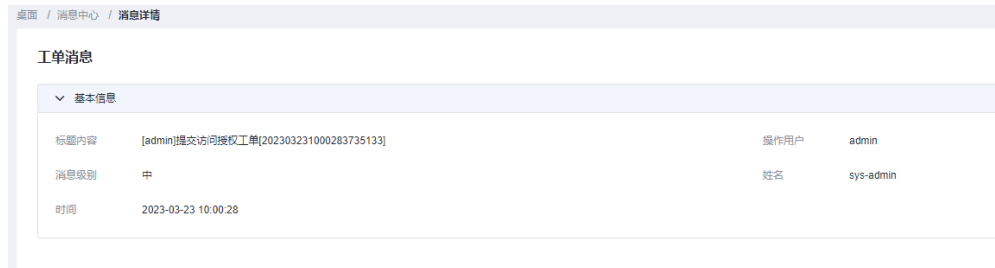 桌面 / 消息中心 / 消息详情
工单消息
基本信息
标题内容 [admin]提交访问授权工单[202303231000283735133] 操作用户 admin
消息级别 中 姓名 sys-admin
时间 2023-03-23 10:00:28